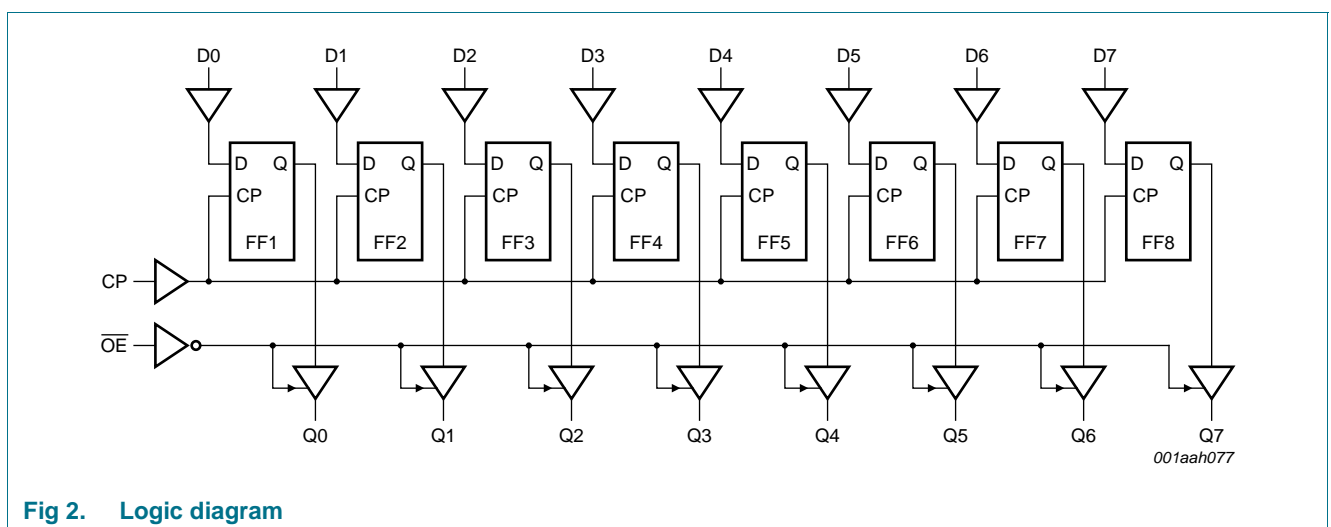 D0 D1 D2 D3 D4 D5 D6 D7
D Q D Q D Q D Q D Q D Q D Q D Q
CP CP CP CP CP CP CP CP
FF1 FF2 FF3 FF4 FF5 FF6 FF7 FF8
CP
OE
Q0 Q1 Q2 Q3 Q4 Q5 Q6 Q7
001aah077
Fig 2. Logic diagram